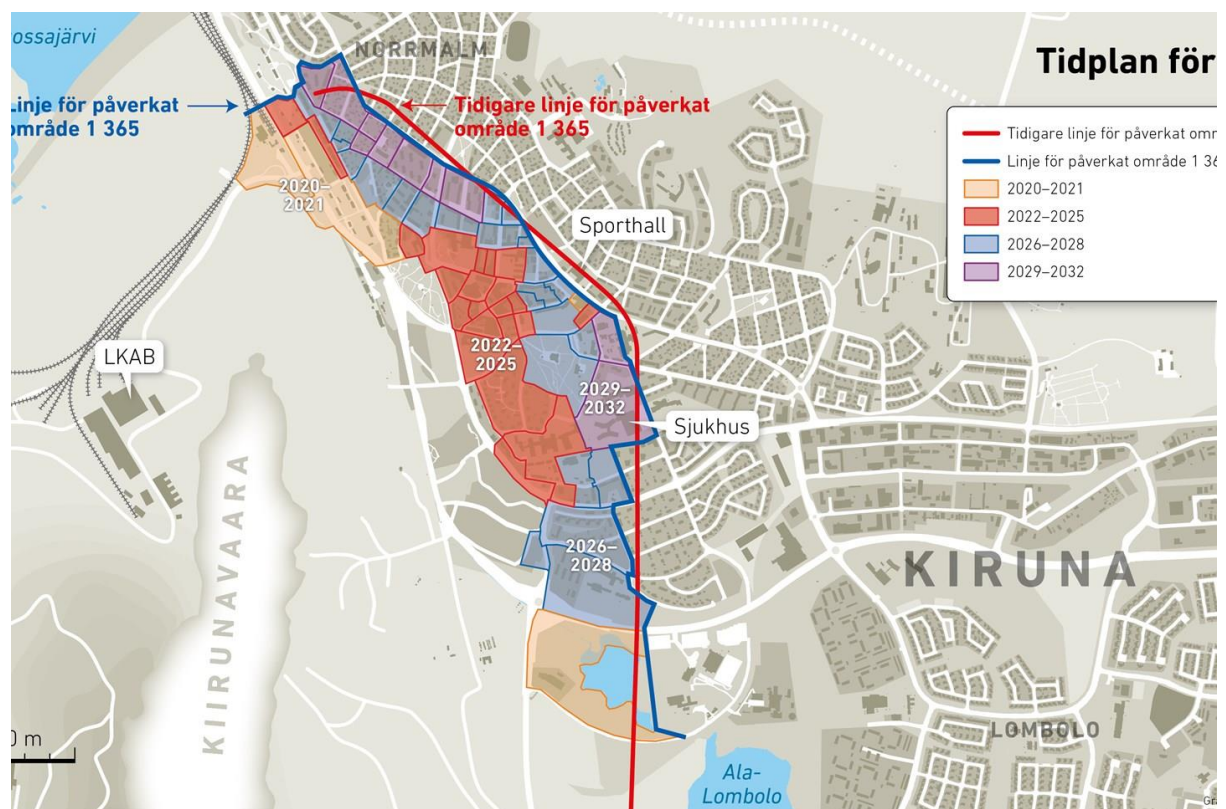 ossajärvi
NORRMALM
Tidplan för
Linje för påverkat
område 1 365
Tidigare linje för påverkat
område 1 365
Tidigare linje för påverkat omr
Linje för påverkat område 1 36
2020–2021
2022–2025
2026–2028
2029–2032
2020–
2021
Sporthall
LKAB
2022–
2025
2029–
2032
Sjukhus
KIIRUNAVAARA
2026–
2028
KIRUNA
LOMBOLO
0 m
Ala-
Lombolo
Gr